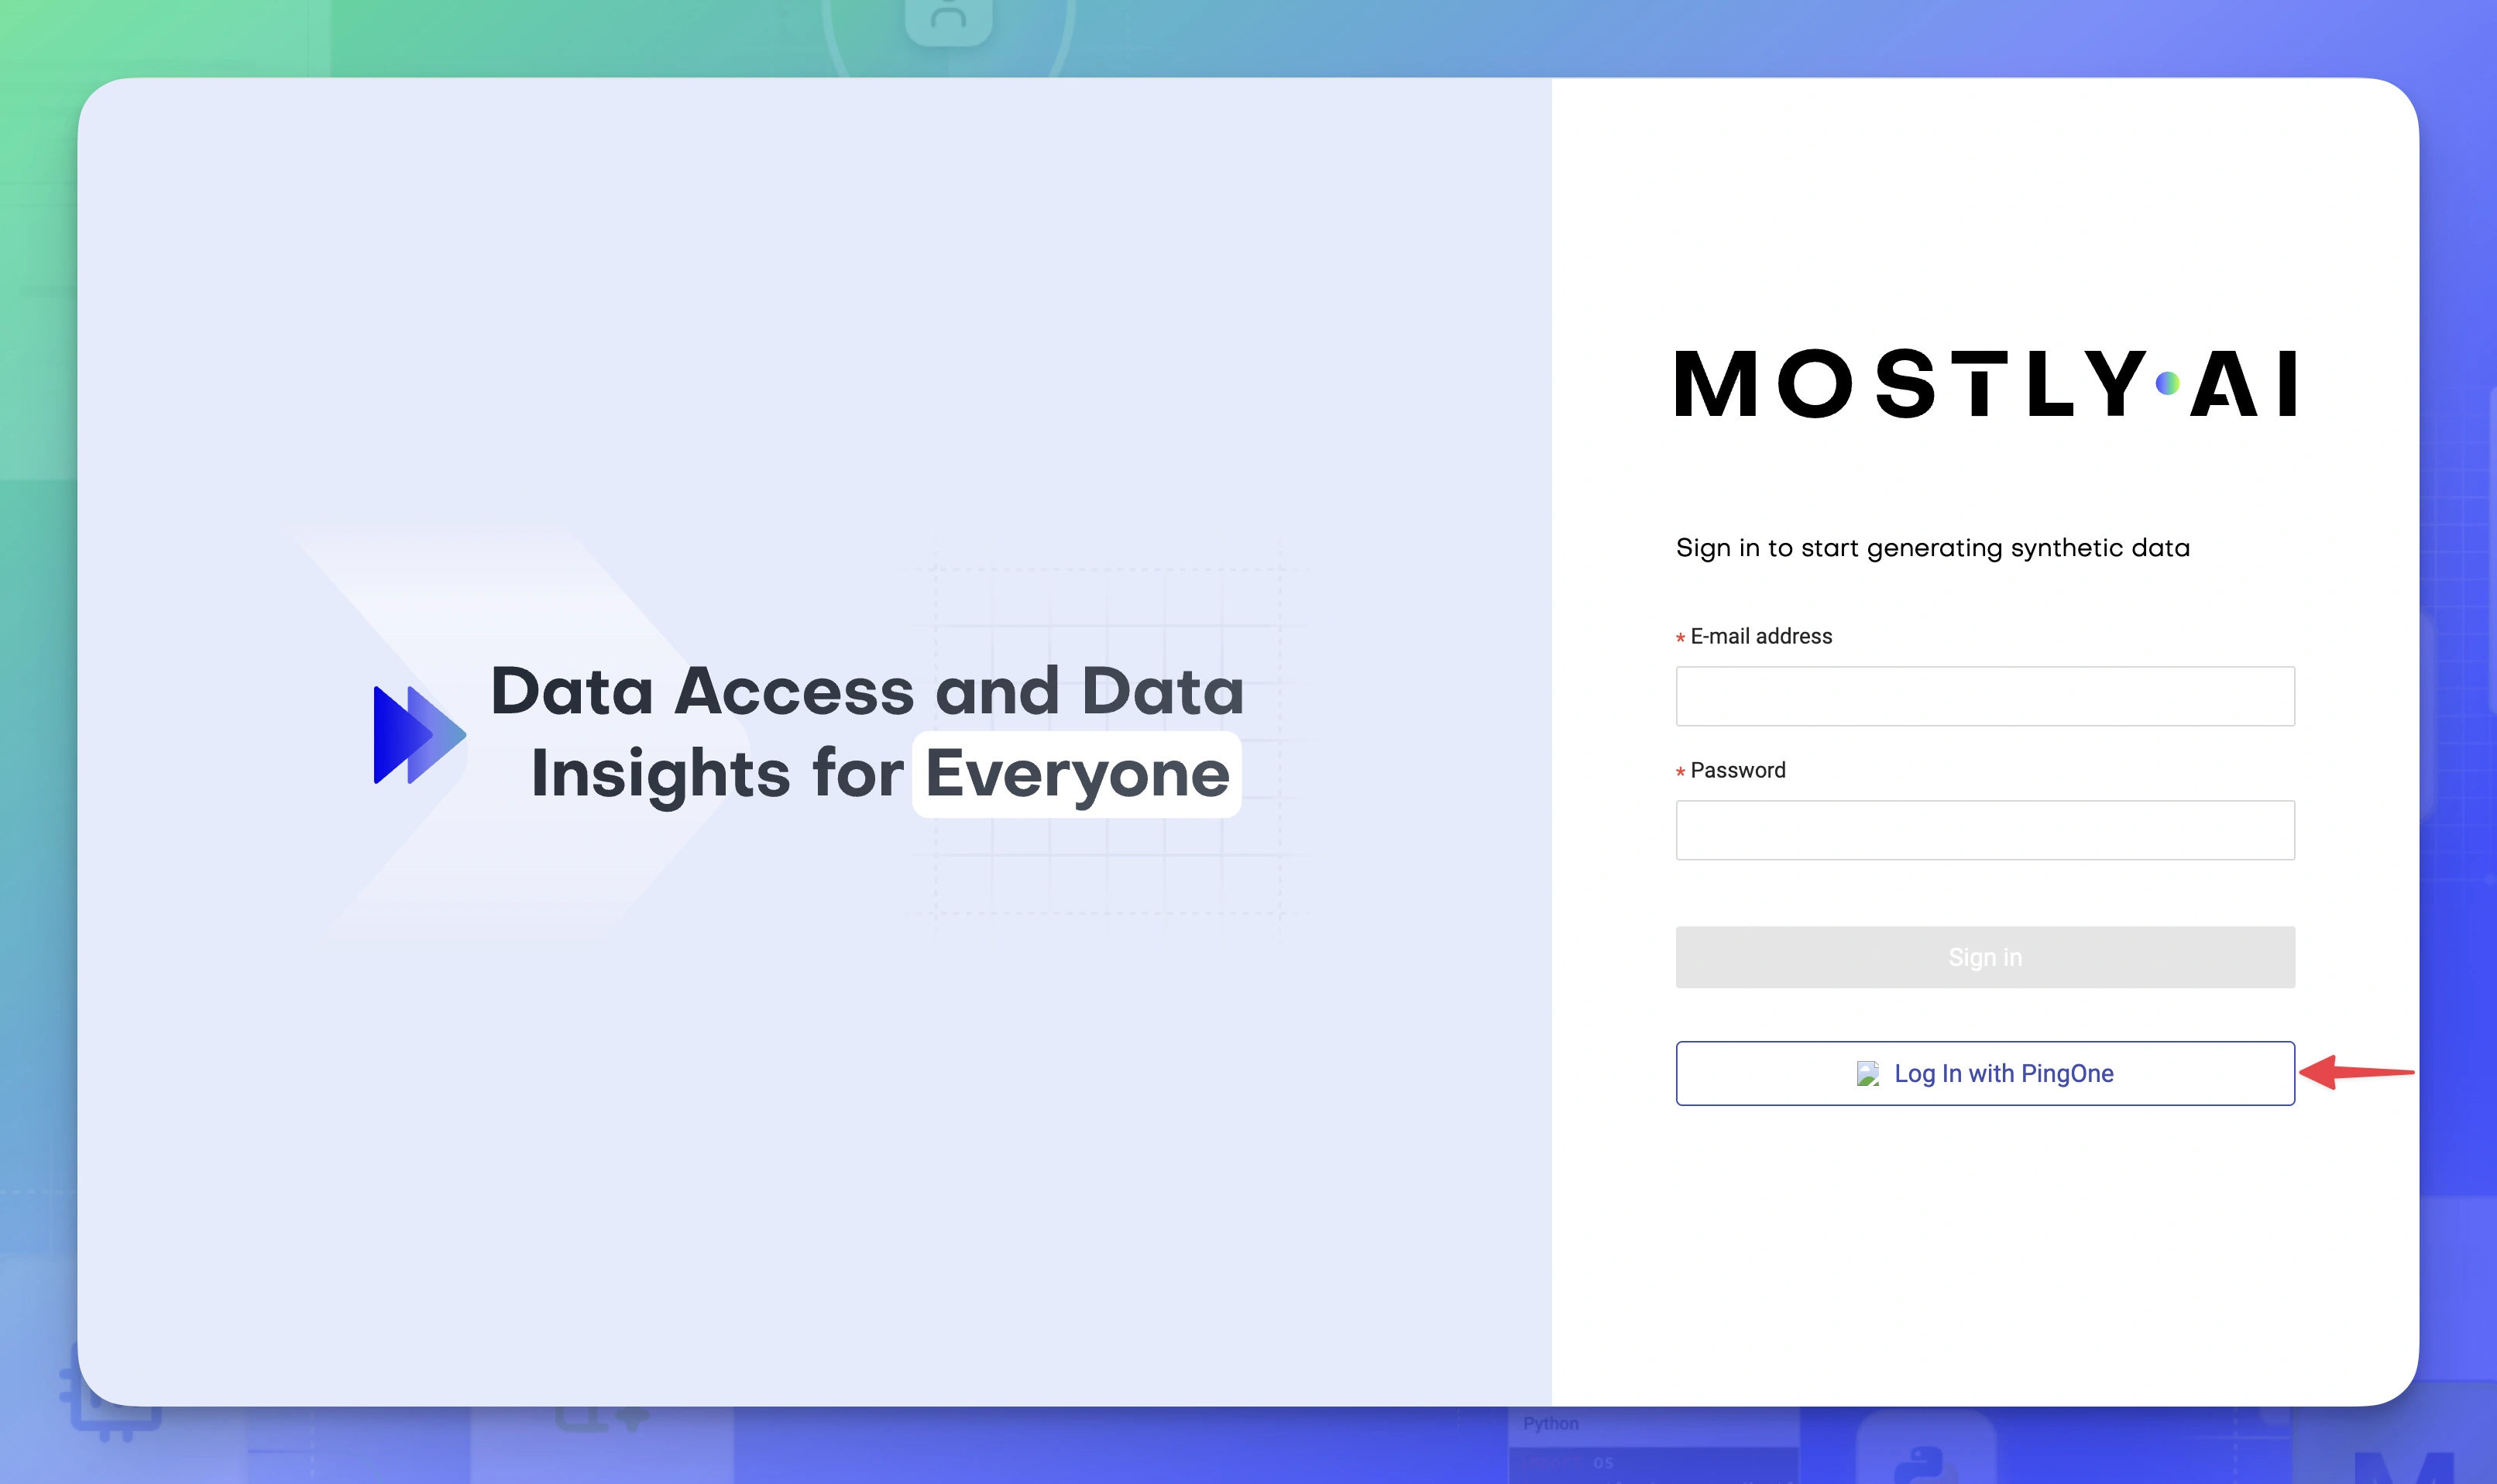 Data Access and Data
Insights for Everyone
MOSTLY AI
Sign in to start generating synthetic data
* E-mail address
* Password
Sign in
Log In with PingOne
Python
os